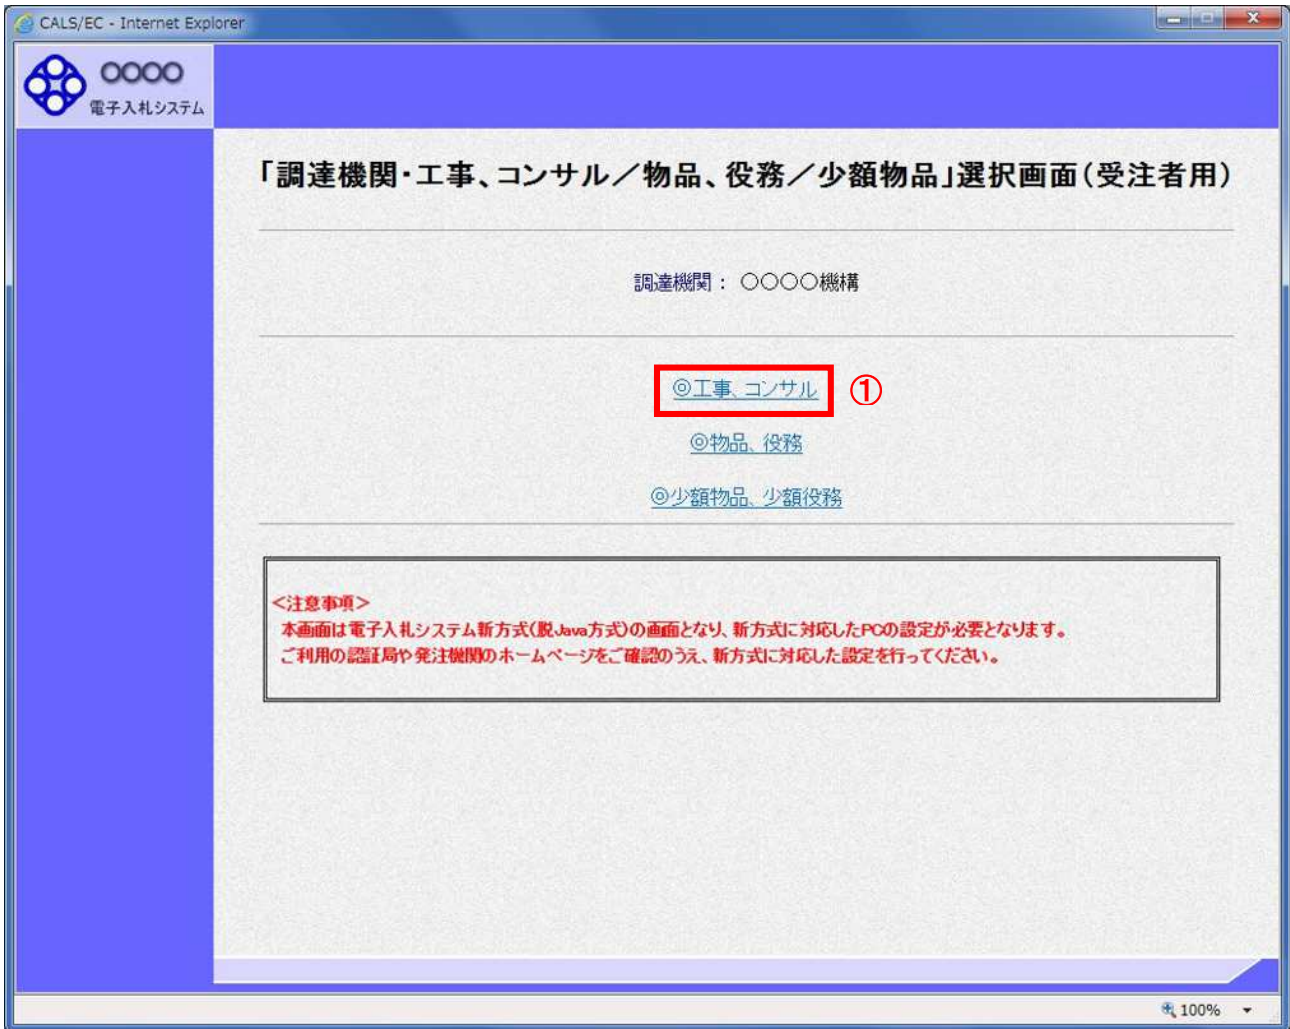 CALS/EC - Internet Explorer
○○○○
電子入札システム
「調達機関・工事、コンサル／物品、役務／少額物品」選択画面（受注者用）
調達機関： ○○○○機構
◎工事、コンサル ①
◎物品、役務
◎少額物品、少額役務
＜注意事項＞
本画面は電子入札システム新方式(脱Java方式)の画面となり、新方式に対応したPCの設定が必要となります。
ご利用の認証局や発注機関のホームページをご確認のうえ、新方式に対応した設定を行ってください。
100%